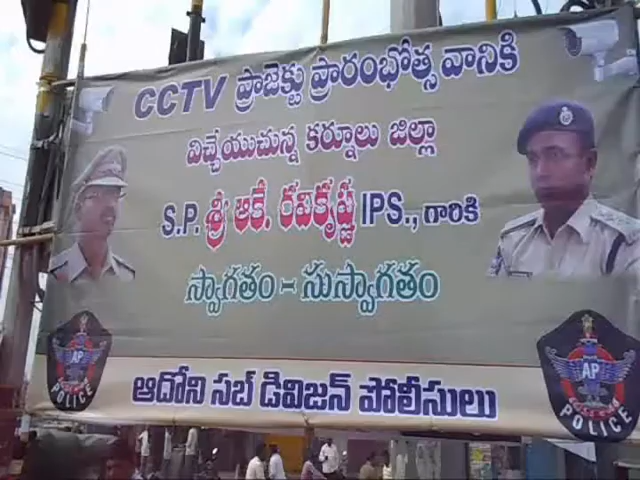 CCTV ప్రాజెక్టు ప్రారంభోత్సవానికి
విచ్చేయుచున్న కర్నూలు జిల్లా
S.P. శ్రీ ఆకే. రవికృష్ణ IPS., గారికి
స్వాగతం - సుస్వాగతం
AP
POLICE
AP
POLICE
ఆదోని సబ్ డివిజన్ పోలీసులు